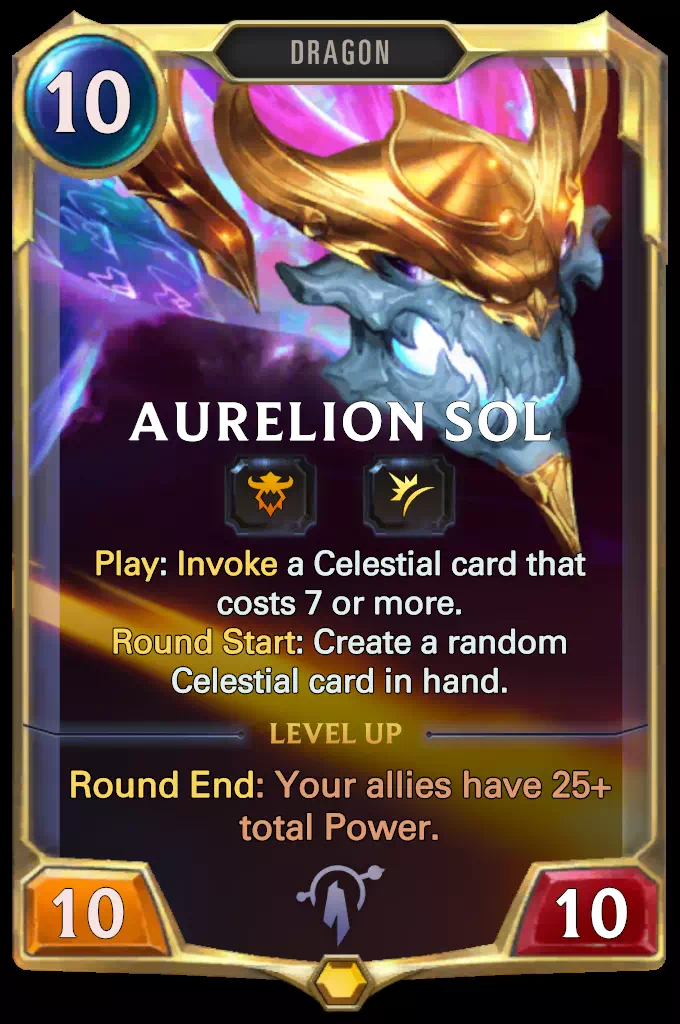 DRAGON
10
AURELION SOL
Play: Invoke a Celestial card that
costs 7 or more.
Round Start: Create a random
Celestial card in hand.
LEVEL UP
Round End: Your allies have 25+
total Power.
10
10